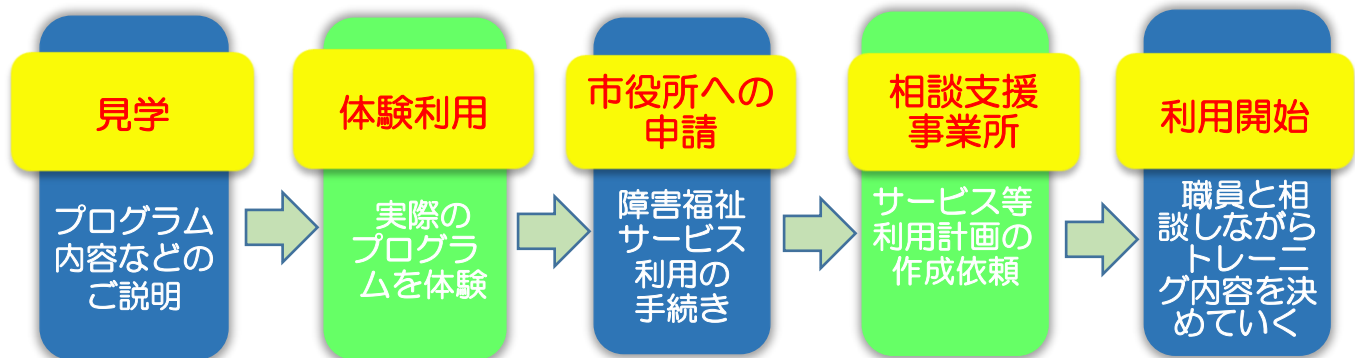 見学
プログラム
内容などの
ご説明
体験利用
実際の
プログラ
ムを体験
市役所への
申請
障害福祉
サービス
利用の
手続き
相談支援
事業所
サービス等
利用計画の
作成依頼
利用開始
職員と相
談しながら
トレーニ
グ内容を決
めていく